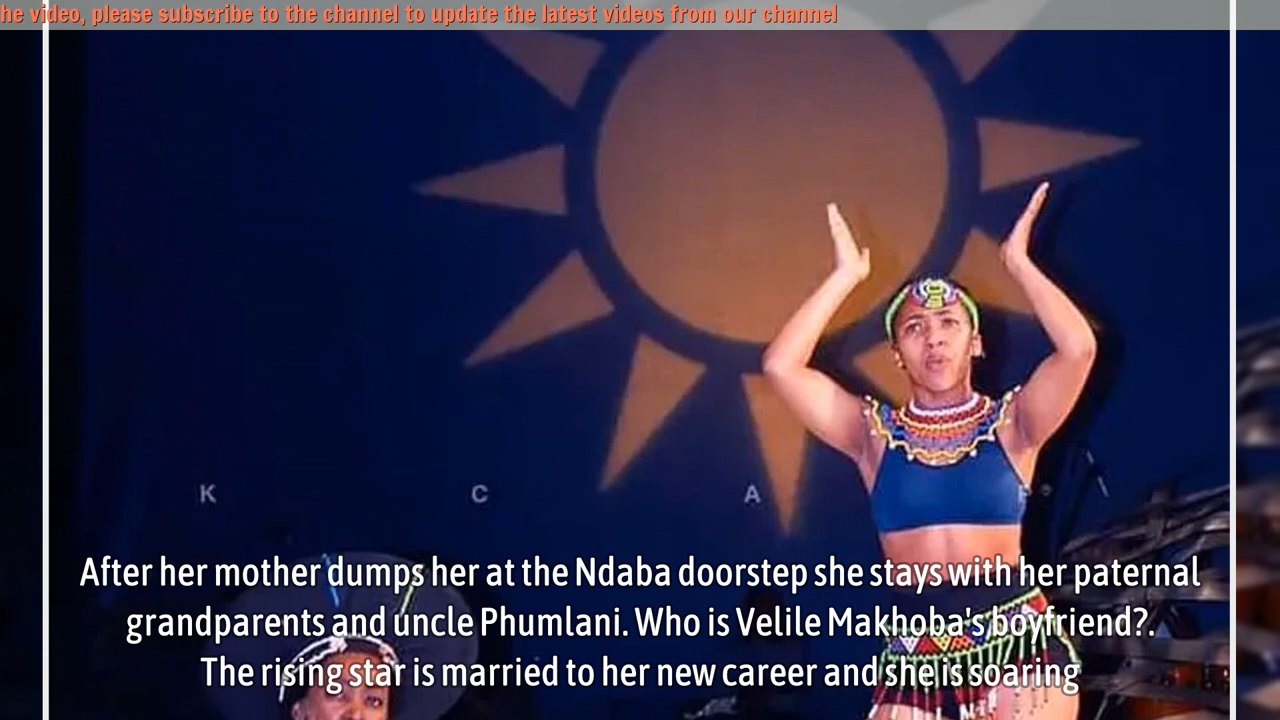 he video, please subscribe to the channel to update the latest videos from our channel
K C A
After her mother dumps her at the Ndaba doorstep she stays with her paternal
grandparents and uncle Phumlani. Who is Velile Makhoba's boyfriend?.
The rising star is married to her new career and she is soaring